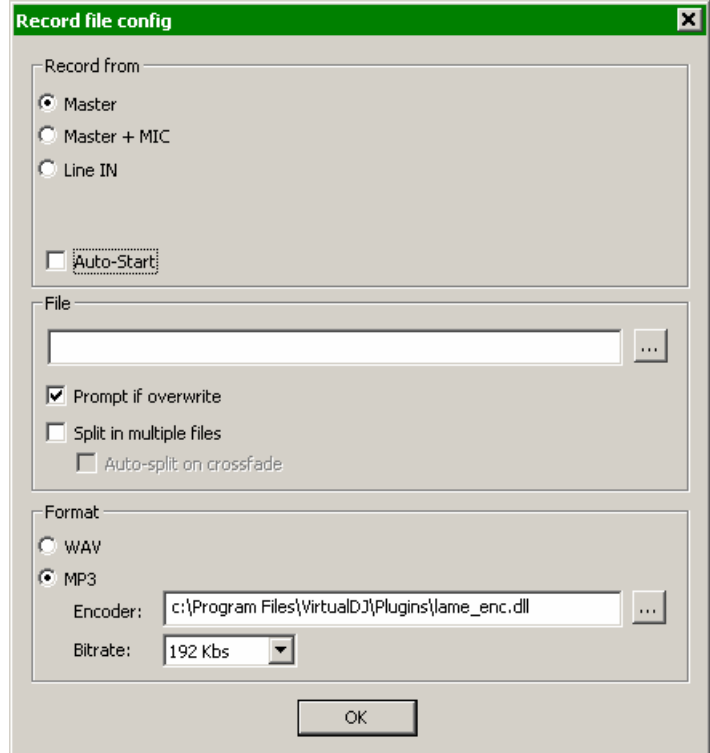 Record file config
Record from
Master
Master + MIC
Line IN
Auto-Start
File
...
Prompt if overwrite
Split in multiple files
Auto-split on crossfade
Format
WAV
MP3
Encoder: c:\Program Files\VirtualDJ\Plugins\lame_enc.dll ...
Bitrate: 192 Kbs
OK